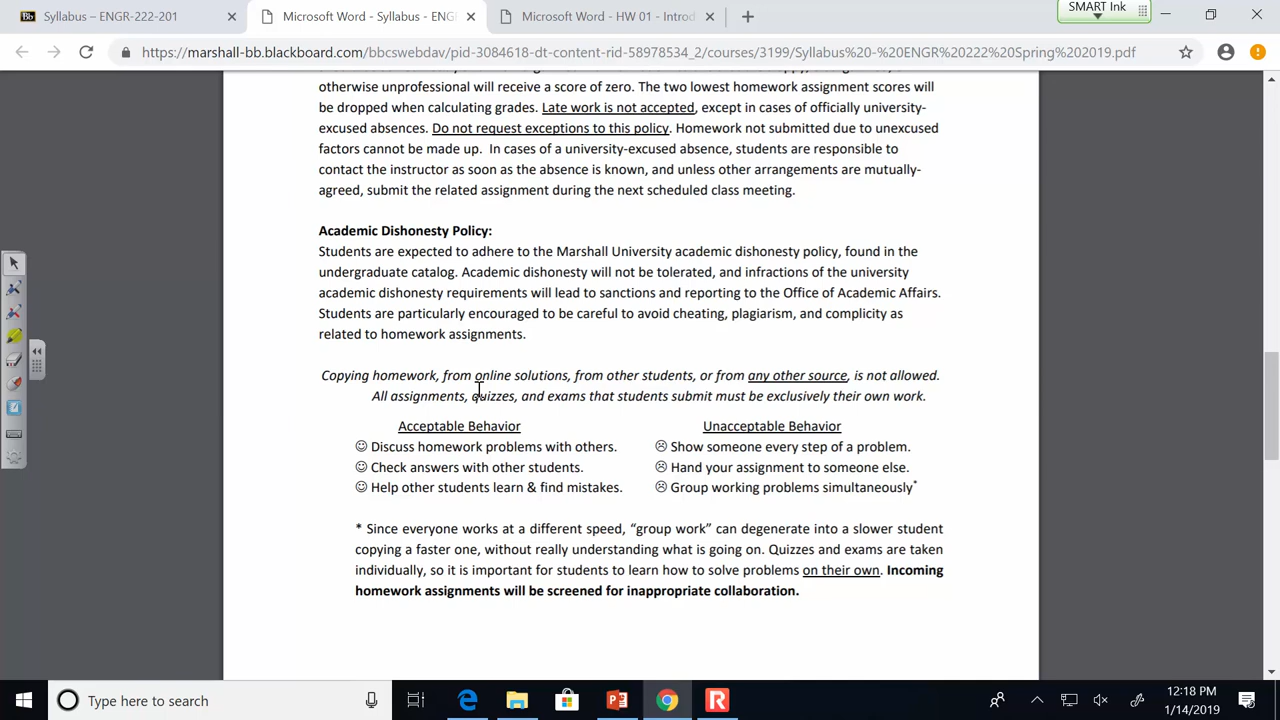 Syllabus - ENGR-222-201
Microsoft Word - Syllabus - ENG
Microsoft Word - HW 01 - Introd
SMART Ink
https://marshall-bb.blackboard.com/bbcswebdav/pid-3084618-dt-content-rid-58978534_2/courses/3199/Syllabus%20-%20ENGR%20222%20Spring%202019.pdf
otherwise unprofessional will receive a score of zero. The two lowest homework assignment scores will
be dropped when calculating grades. Late work is not accepted, except in cases of officially university-
excused absences. Do not request exceptions to this policy. Homework not submitted due to unexcused
factors cannot be made up. In cases of a university-excused absence, students are responsible to
contact the instructor as soon as the absence is known, and unless other arrangements are mutually-
agreed, submit the related assignment during the next scheduled class meeting.
Academic Dishonesty Policy:
Students are expected to adhere to the Marshall University academic dishonesty policy, found in the
undergraduate catalog. Academic dishonesty will not be tolerated, and infractions of the university
academic dishonesty requirements will lead to sanctions and reporting to the Office of Academic Affairs.
Students are particularly encouraged to be careful to avoid cheating, plagiarism, and complicity as
related to homework assignments.
Copying homework, from online solutions, from other students, or from any other source, is not allowed.
All assignments, quizzes, and exams that students submit must be exclusively their own work.
Acceptable Behavior
☺ Discuss homework problems with others.
☺ Check answers with other students.
☺ Help other students learn & find mistakes.
Unacceptable Behavior
☹ Show someone every step of a problem.
☹ Hand your assignment to someone else.
☹ Group working problems simultaneously*
* Since everyone works at a different speed, “group work” can degenerate into a slower student
copying a faster one, without really understanding what is going on. Quizzes and exams are taken
individually, so it is important for students to learn how to solve problems on their own. Incoming
homework assignments will be screened for inappropriate collaboration.
Type here to search
12:18 PM
1/14/2019